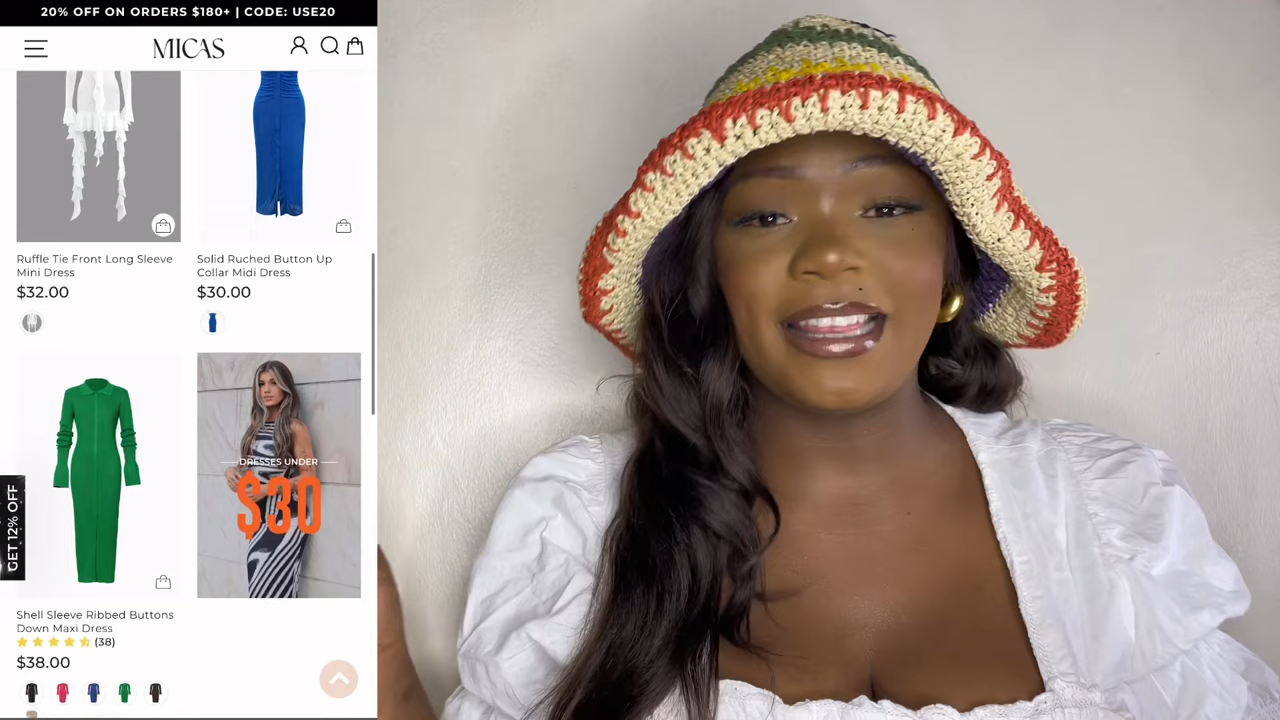 20% OFF ON ORDERS $180+ | CODE: USE20
MICAS
Ruffle Tie Front Long Sleeve
Mini Dress
$32.00
Solid Ruched Button Up
Collar Midi Dress
$30.00
DRESSES UNDER
$30
GET 12% OFF
Shell Sleeve Ribbed Buttons
Down Maxi Dress
(38)
$38.00